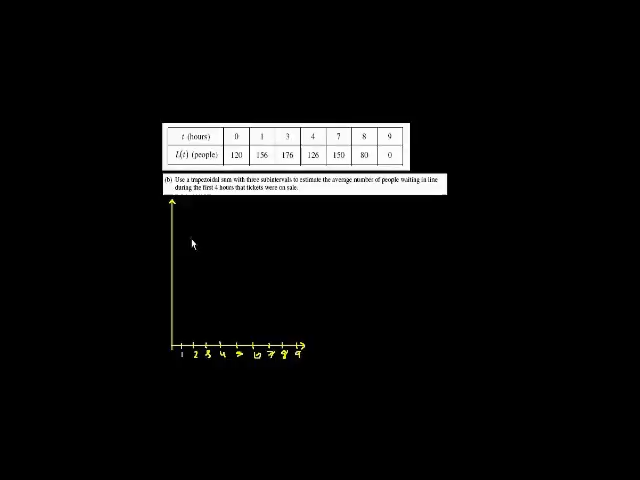 t (hours) 0 1 3 4 7 8 9
L(t) (people) 120 156 176 126 150 80 0
(b) Use a trapezoidal sum with three subintervals to estimate the average number of people waiting in line
during the first 4 hours that tickets were on sale.
1 2 3 4 5 6 7 8 9